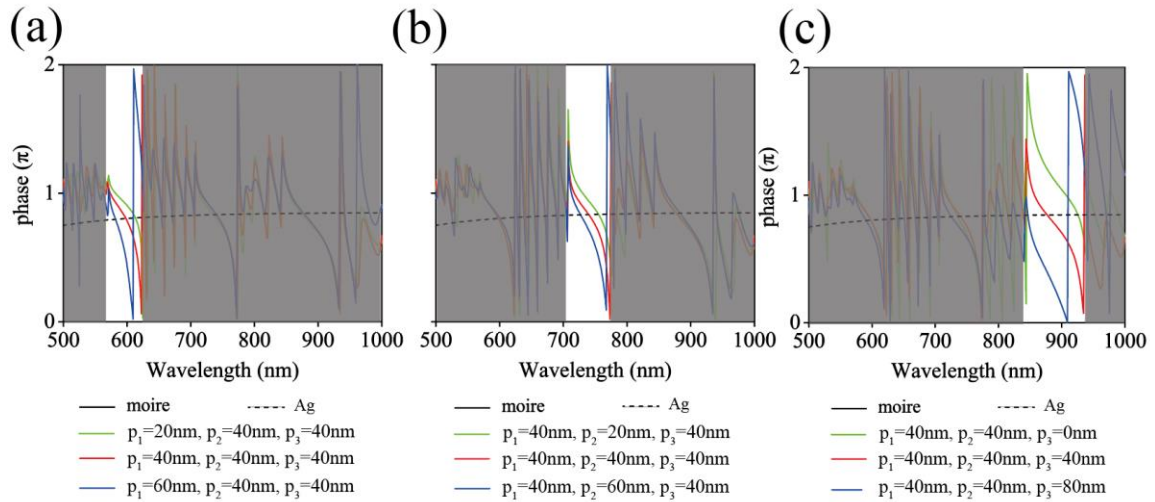 (a)
(b)
(c)
phase (π)
2
1
0
500 600 700 800 900 1000
Wavelength (nm)
moire Ag
p₁=20nm, p₂=40nm, p₃=40nm
p₁=40nm, p₂=40nm, p₃=40nm
p₁=60nm, p₂=40nm, p₃=40nm
phase (π)
2
1
0
500 600 700 800 900 1000
Wavelength (nm)
moire Ag
p₁=40nm, p₂=20nm, p₃=40nm
p₁=40nm, p₂=40nm, p₃=40nm
p₁=40nm, p₂=60nm, p₃=40nm
phase (π)
2
1
0
500 600 700 800 900 1000
Wavelength (nm)
moire Ag
p₁=40nm, p₂=40nm, p₃=0nm
p₁=40nm, p₂=40nm, p₃=40nm
p₁=40nm, p₂=40nm, p₃=80nm